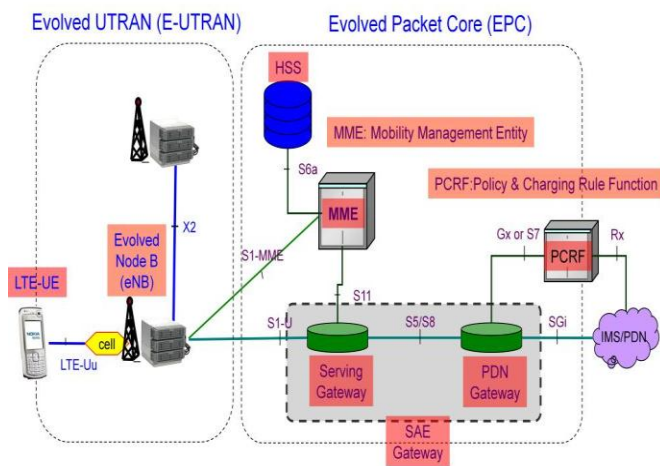 Evolved UTRAN (E-UTRAN)
Evolved Packet Core (EPC)
HSS
MME: Mobility Management Entity
S6a
PCRF:Policy & Charging Rule Function
MME
X2
Gx or S7
Rx
Evolved
Node B
(eNB)
S1-MME
PCRF
LTE-UE
S11
cell
S1-U
S5/S8
SGi
IMS/PDN
LTE-Uu
Serving
Gateway
PDN
Gateway
SAE
Gateway